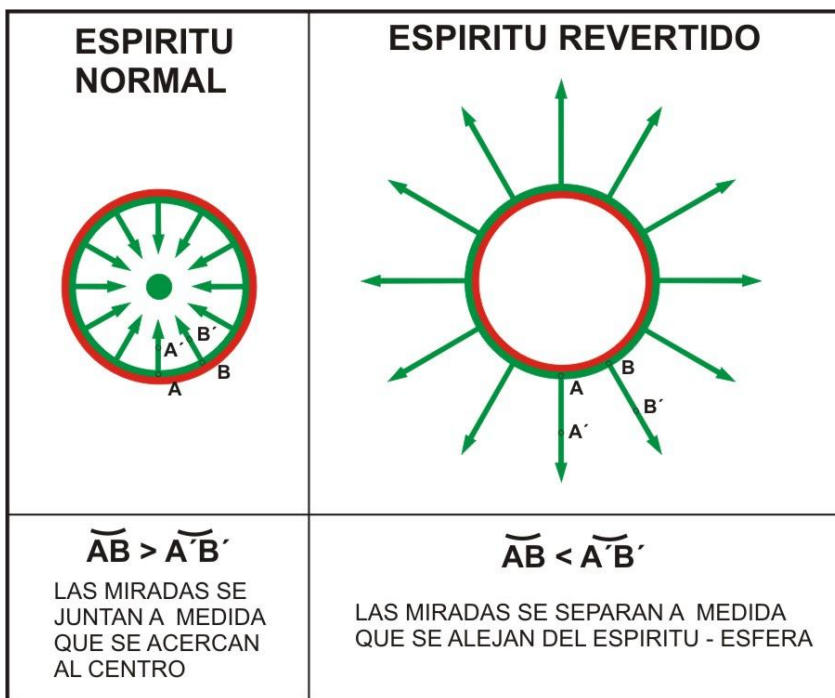 ESPIRITU
NORMAL
A´
B´
A
B
AB > A´B´
LAS MIRADAS SE
JUNTAN A MEDIDA
QUE SE ACERCAN
AL CENTRO
ESPIRITU REVERTIDO
A
B
A´
B´
AB < A´B´
LAS MIRADAS SE SEPARAN A MEDIDA
QUE SE ALEJAN DEL ESPIRITU - ESFERA